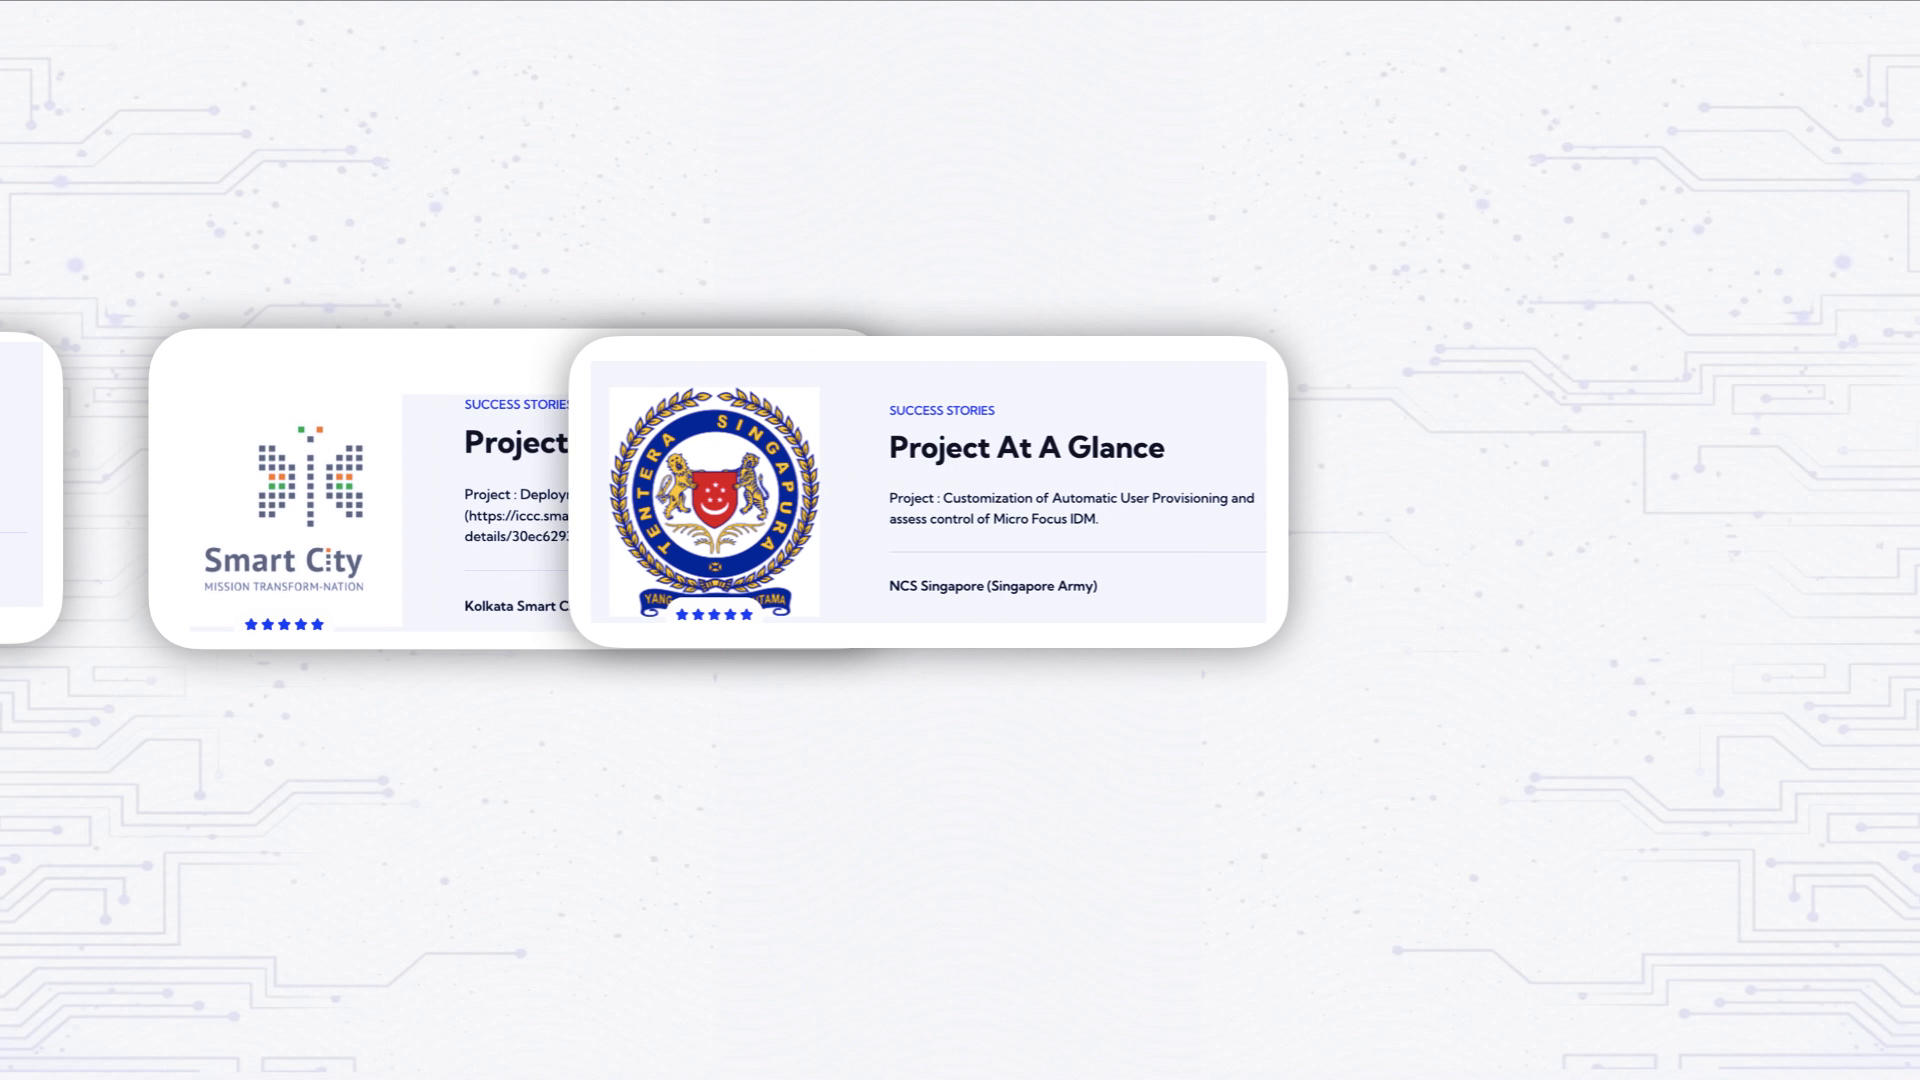 SUCCESS STORIES
Project
Project : Deploy
(https://iccc.sma
details/30ec629
Kolkata Smart C
Smart City
MISSION TRANSFORM-NATION
TENTERA SINGAPURA
YANG
TAMA
SUCCESS STORIES
Project At A Glance
Project : Customization of Automatic User Provisioning and
assess control of Micro Focus IDM.
NCS Singapore (Singapore Army)